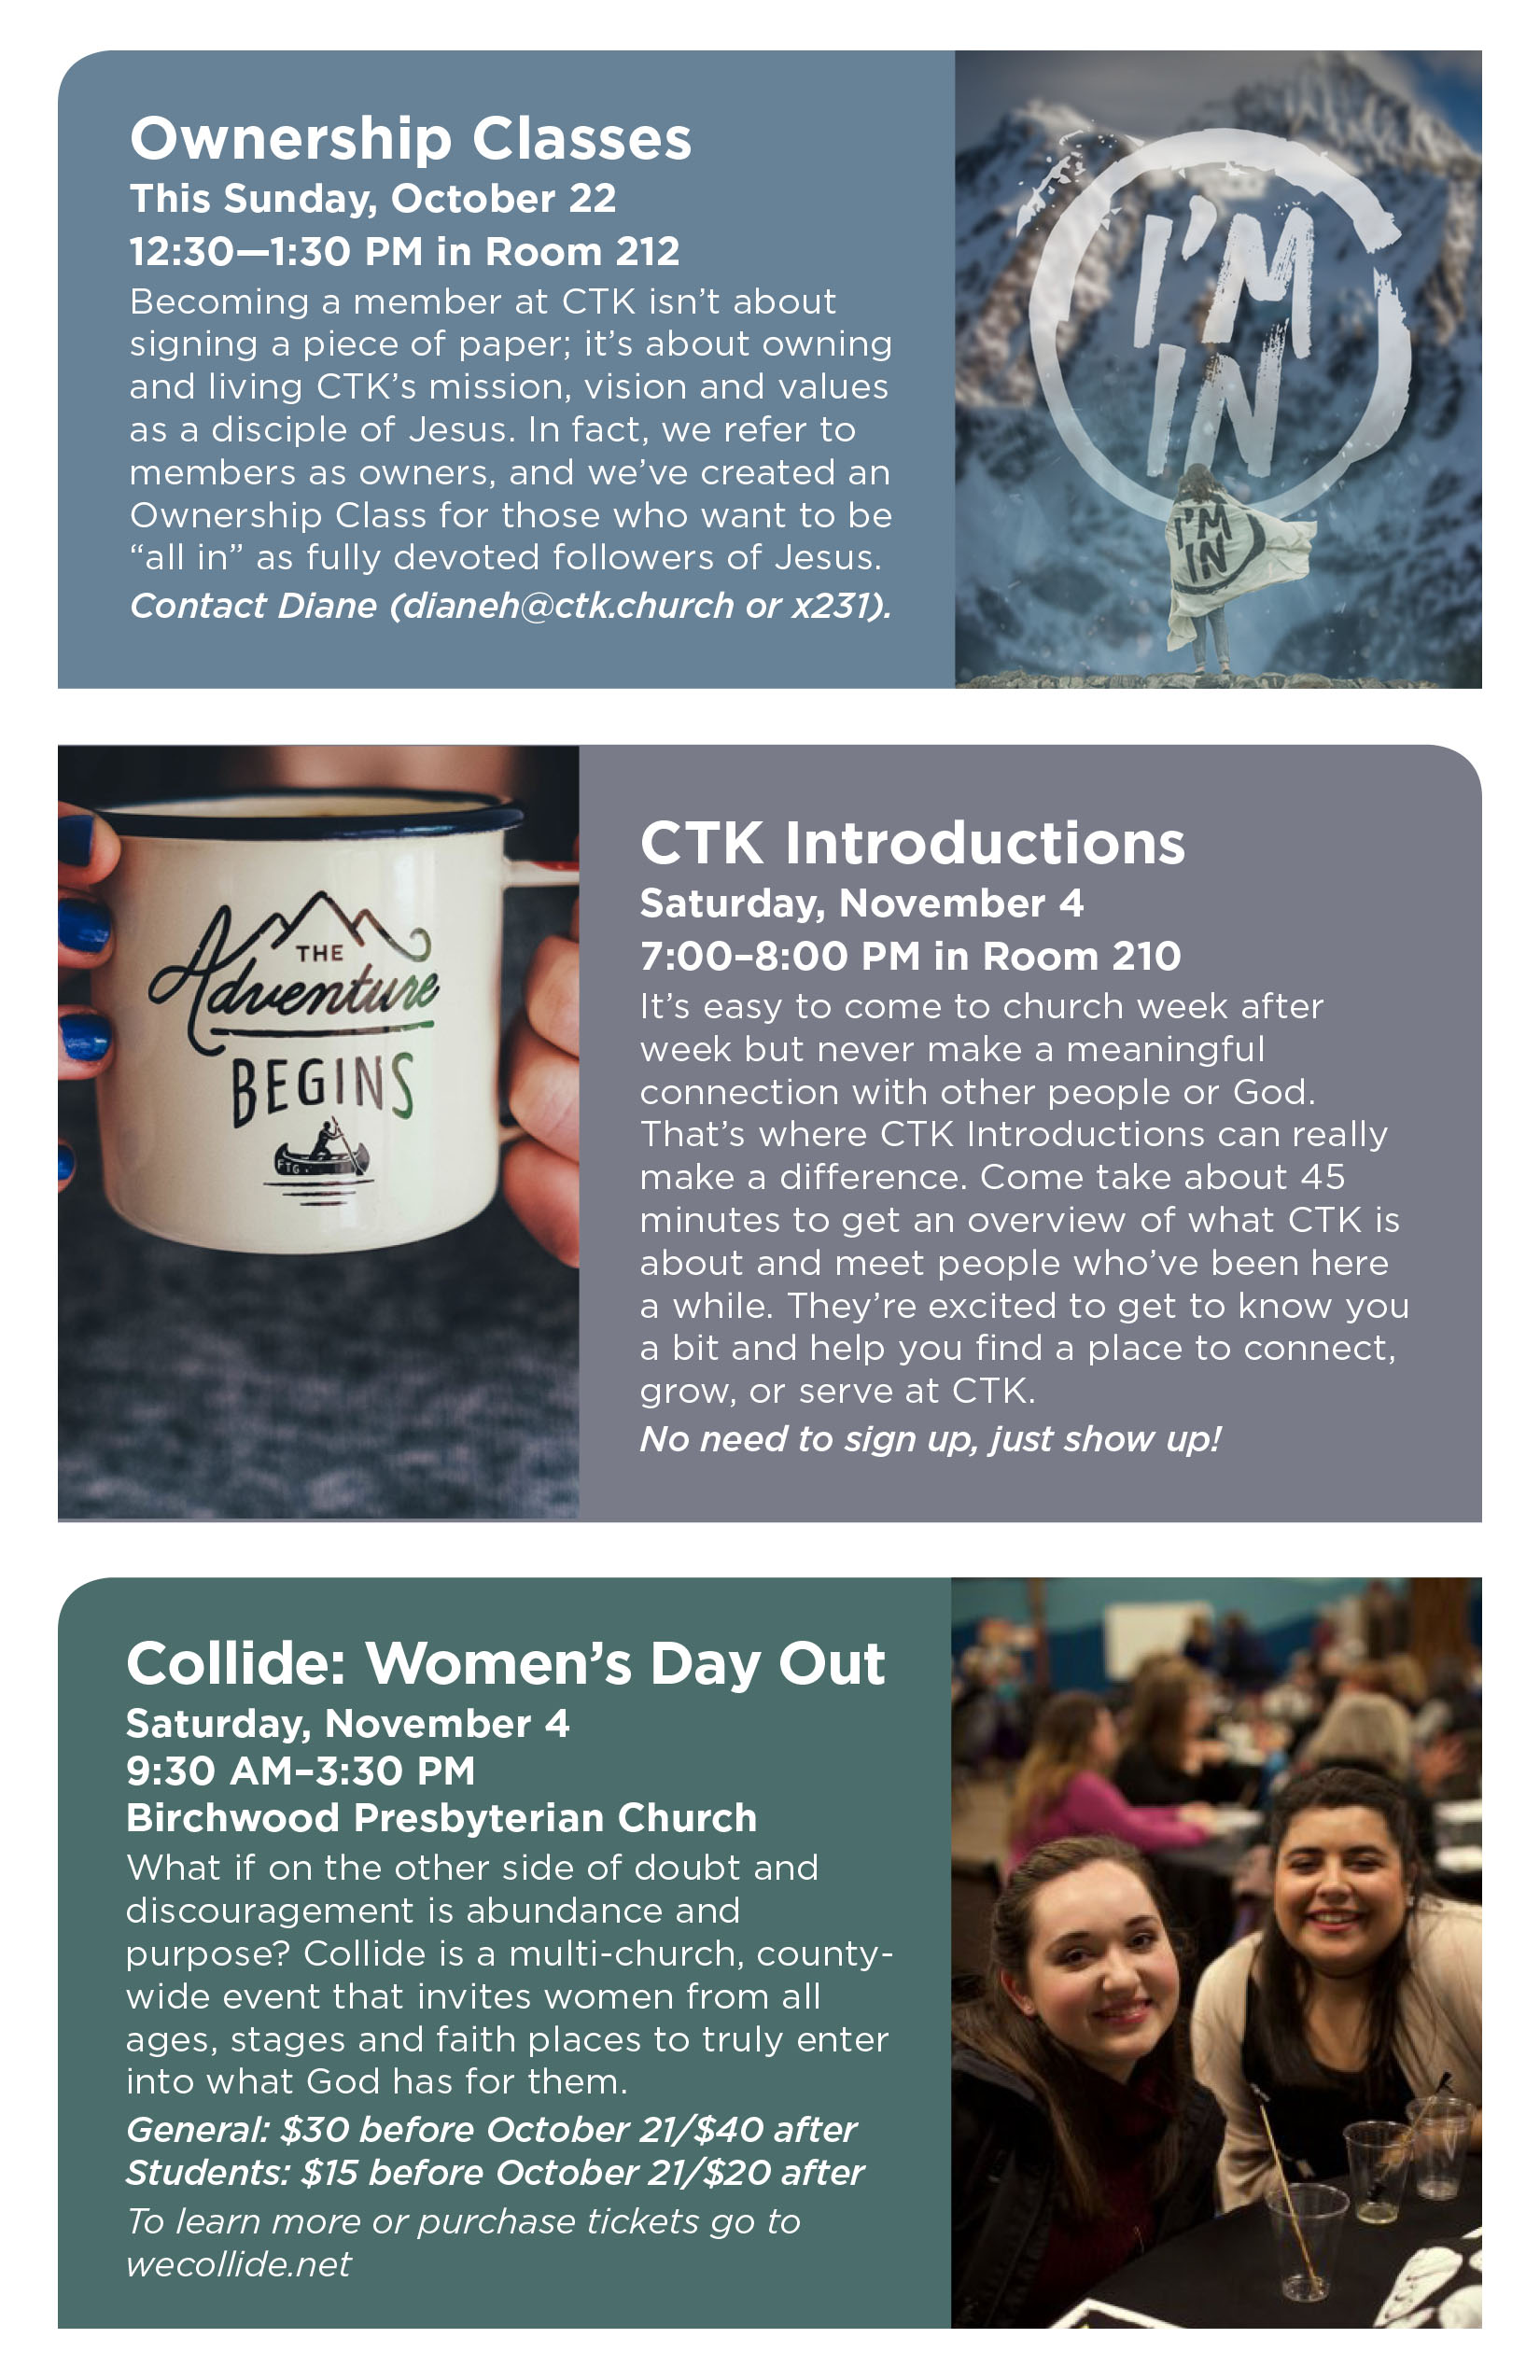 Ownership Classes
This Sunday, October 22
12:30—1:30 PM in Room 212
Becoming a member at CTK isn’t about
signing a piece of paper; it’s about owning
and living CTK’s mission, vision and values
as a disciple of Jesus. In fact, we refer to
members as owners, and we’ve created an
Ownership Class for those who want to be
“all in” as fully devoted followers of Jesus.
Contact Diane (dianeh@ctk.church or x231).
I’M
IN
I’M
IN
THE
Adventure
BEGINS
FTG
CTK Introductions
Saturday, November 4
7:00–8:00 PM in Room 210
It’s easy to come to church week after
week but never make a meaningful
connection with other people or God.
That’s where CTK Introductions can really
make a difference. Come take about 45
minutes to get an overview of what CTK is
about and meet people who’ve been here
a while. They’re excited to get to know you
a bit and help you find a place to connect,
grow, or serve at CTK.
No need to sign up, just show up!
Collide: Women’s Day Out
Saturday, November 4
9:30 AM–3:30 PM
Birchwood Presbyterian Church
What if on the other side of doubt and
discouragement is abundance and
purpose? Collide is a multi-church, county-
wide event that invites women from all
ages, stages and faith places to truly enter
into what God has for them.
General: $30 before October 21/$40 after
Students: $15 before October 21/$20 after
To learn more or purchase tickets go to
wecollide.net